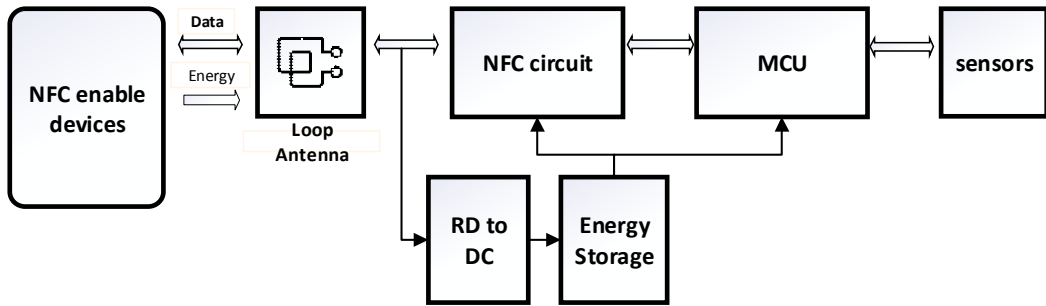 Data
Energy
NFC enable
devices
Loop
Antenna
NFC circuit
MCU
sensors
RD to
DC
Energy
Storage